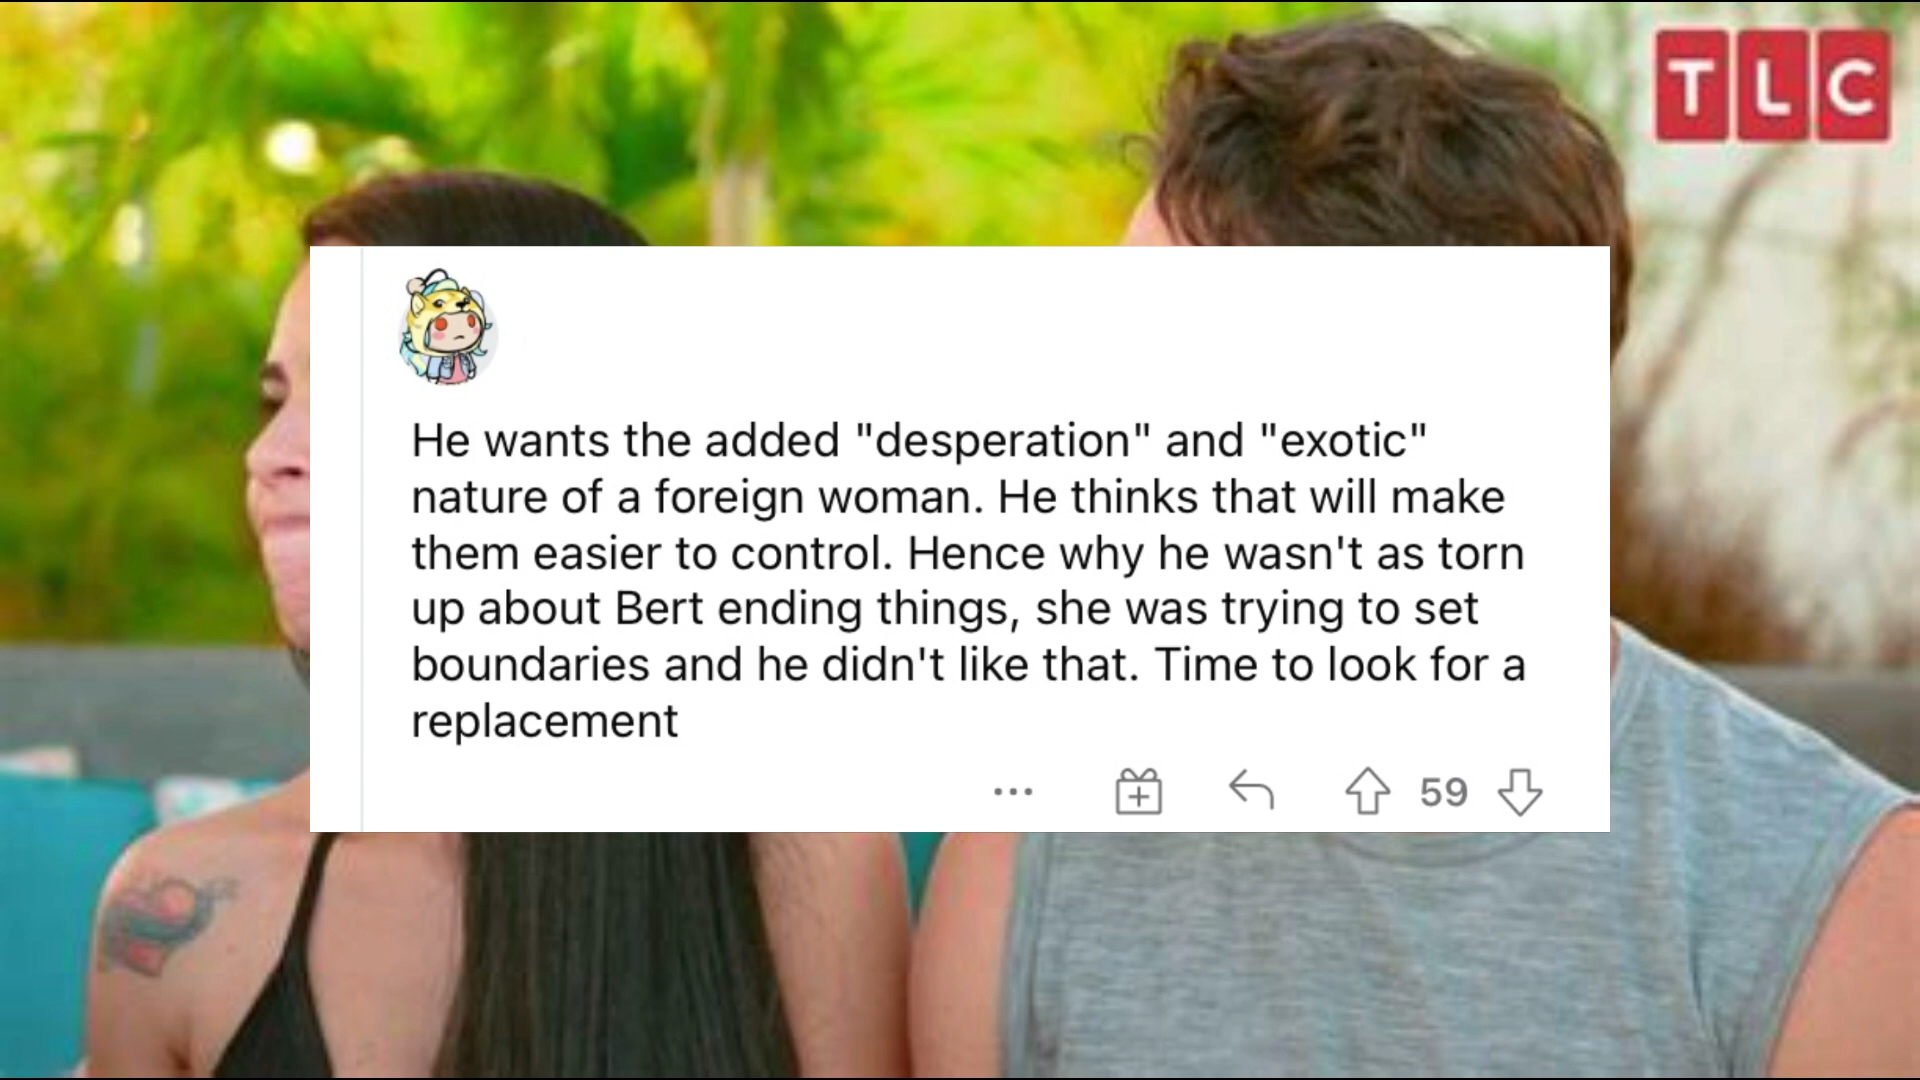 TLC
He wants the added "desperation" and "exotic"
nature of a foreign woman. He thinks that will make
them easier to control. Hence why he wasn't as torn
up about Bert ending things, she was trying to set
boundaries and he didn't like that. Time to look for a
replacement
59